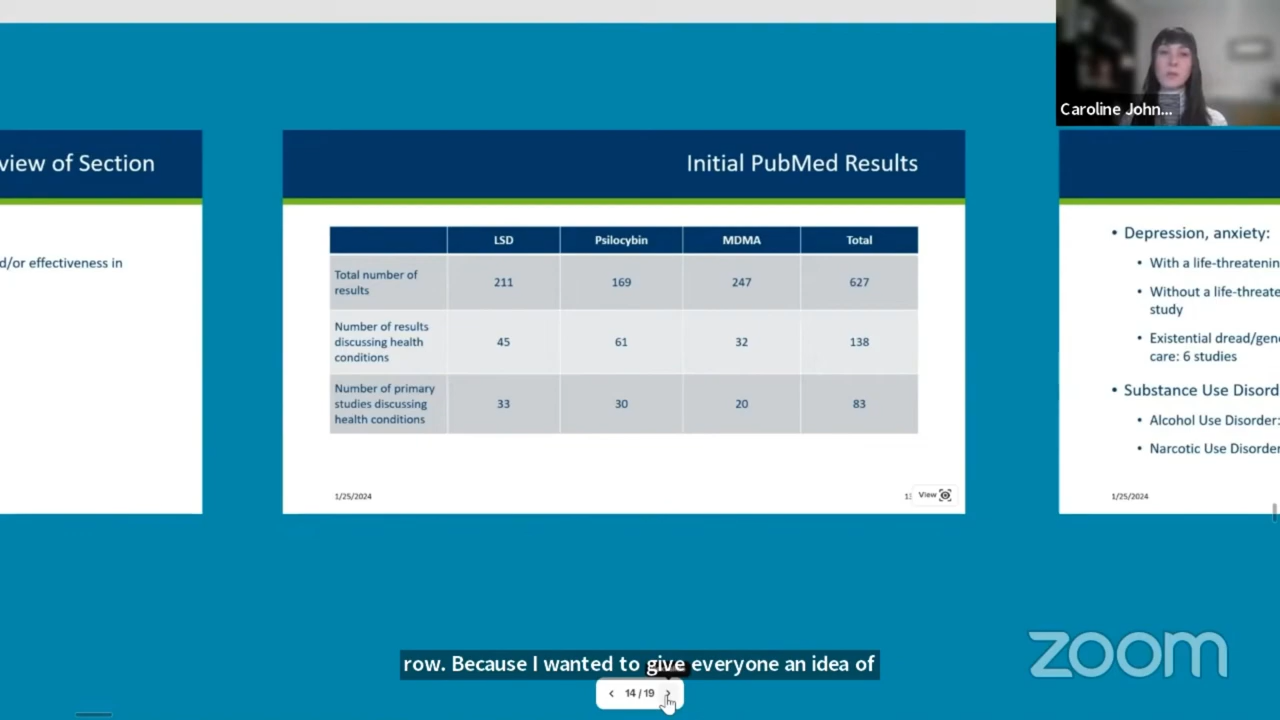 Caroline John...
view of Section
d/or effectiveness in
Initial PubMed Results
LSD Psilocybin MDMA Total
Total number of
results
211 169 247 627
Number of results
discussing health
conditions
45 61 32 138
Number of primary
studies discussing
health conditions
33 30 20 83
1/25/2024
View
• Depression, anxiety:
• With a life-threatenin
• Without a life-threate
study
• Existential dread/gen
care: 6 studies
• Substance Use Disord
• Alcohol Use Disorder:
• Narcotic Use Disorder
1/25/2024
row. Because I wanted to give everyone an idea of
14 / 19
zoom